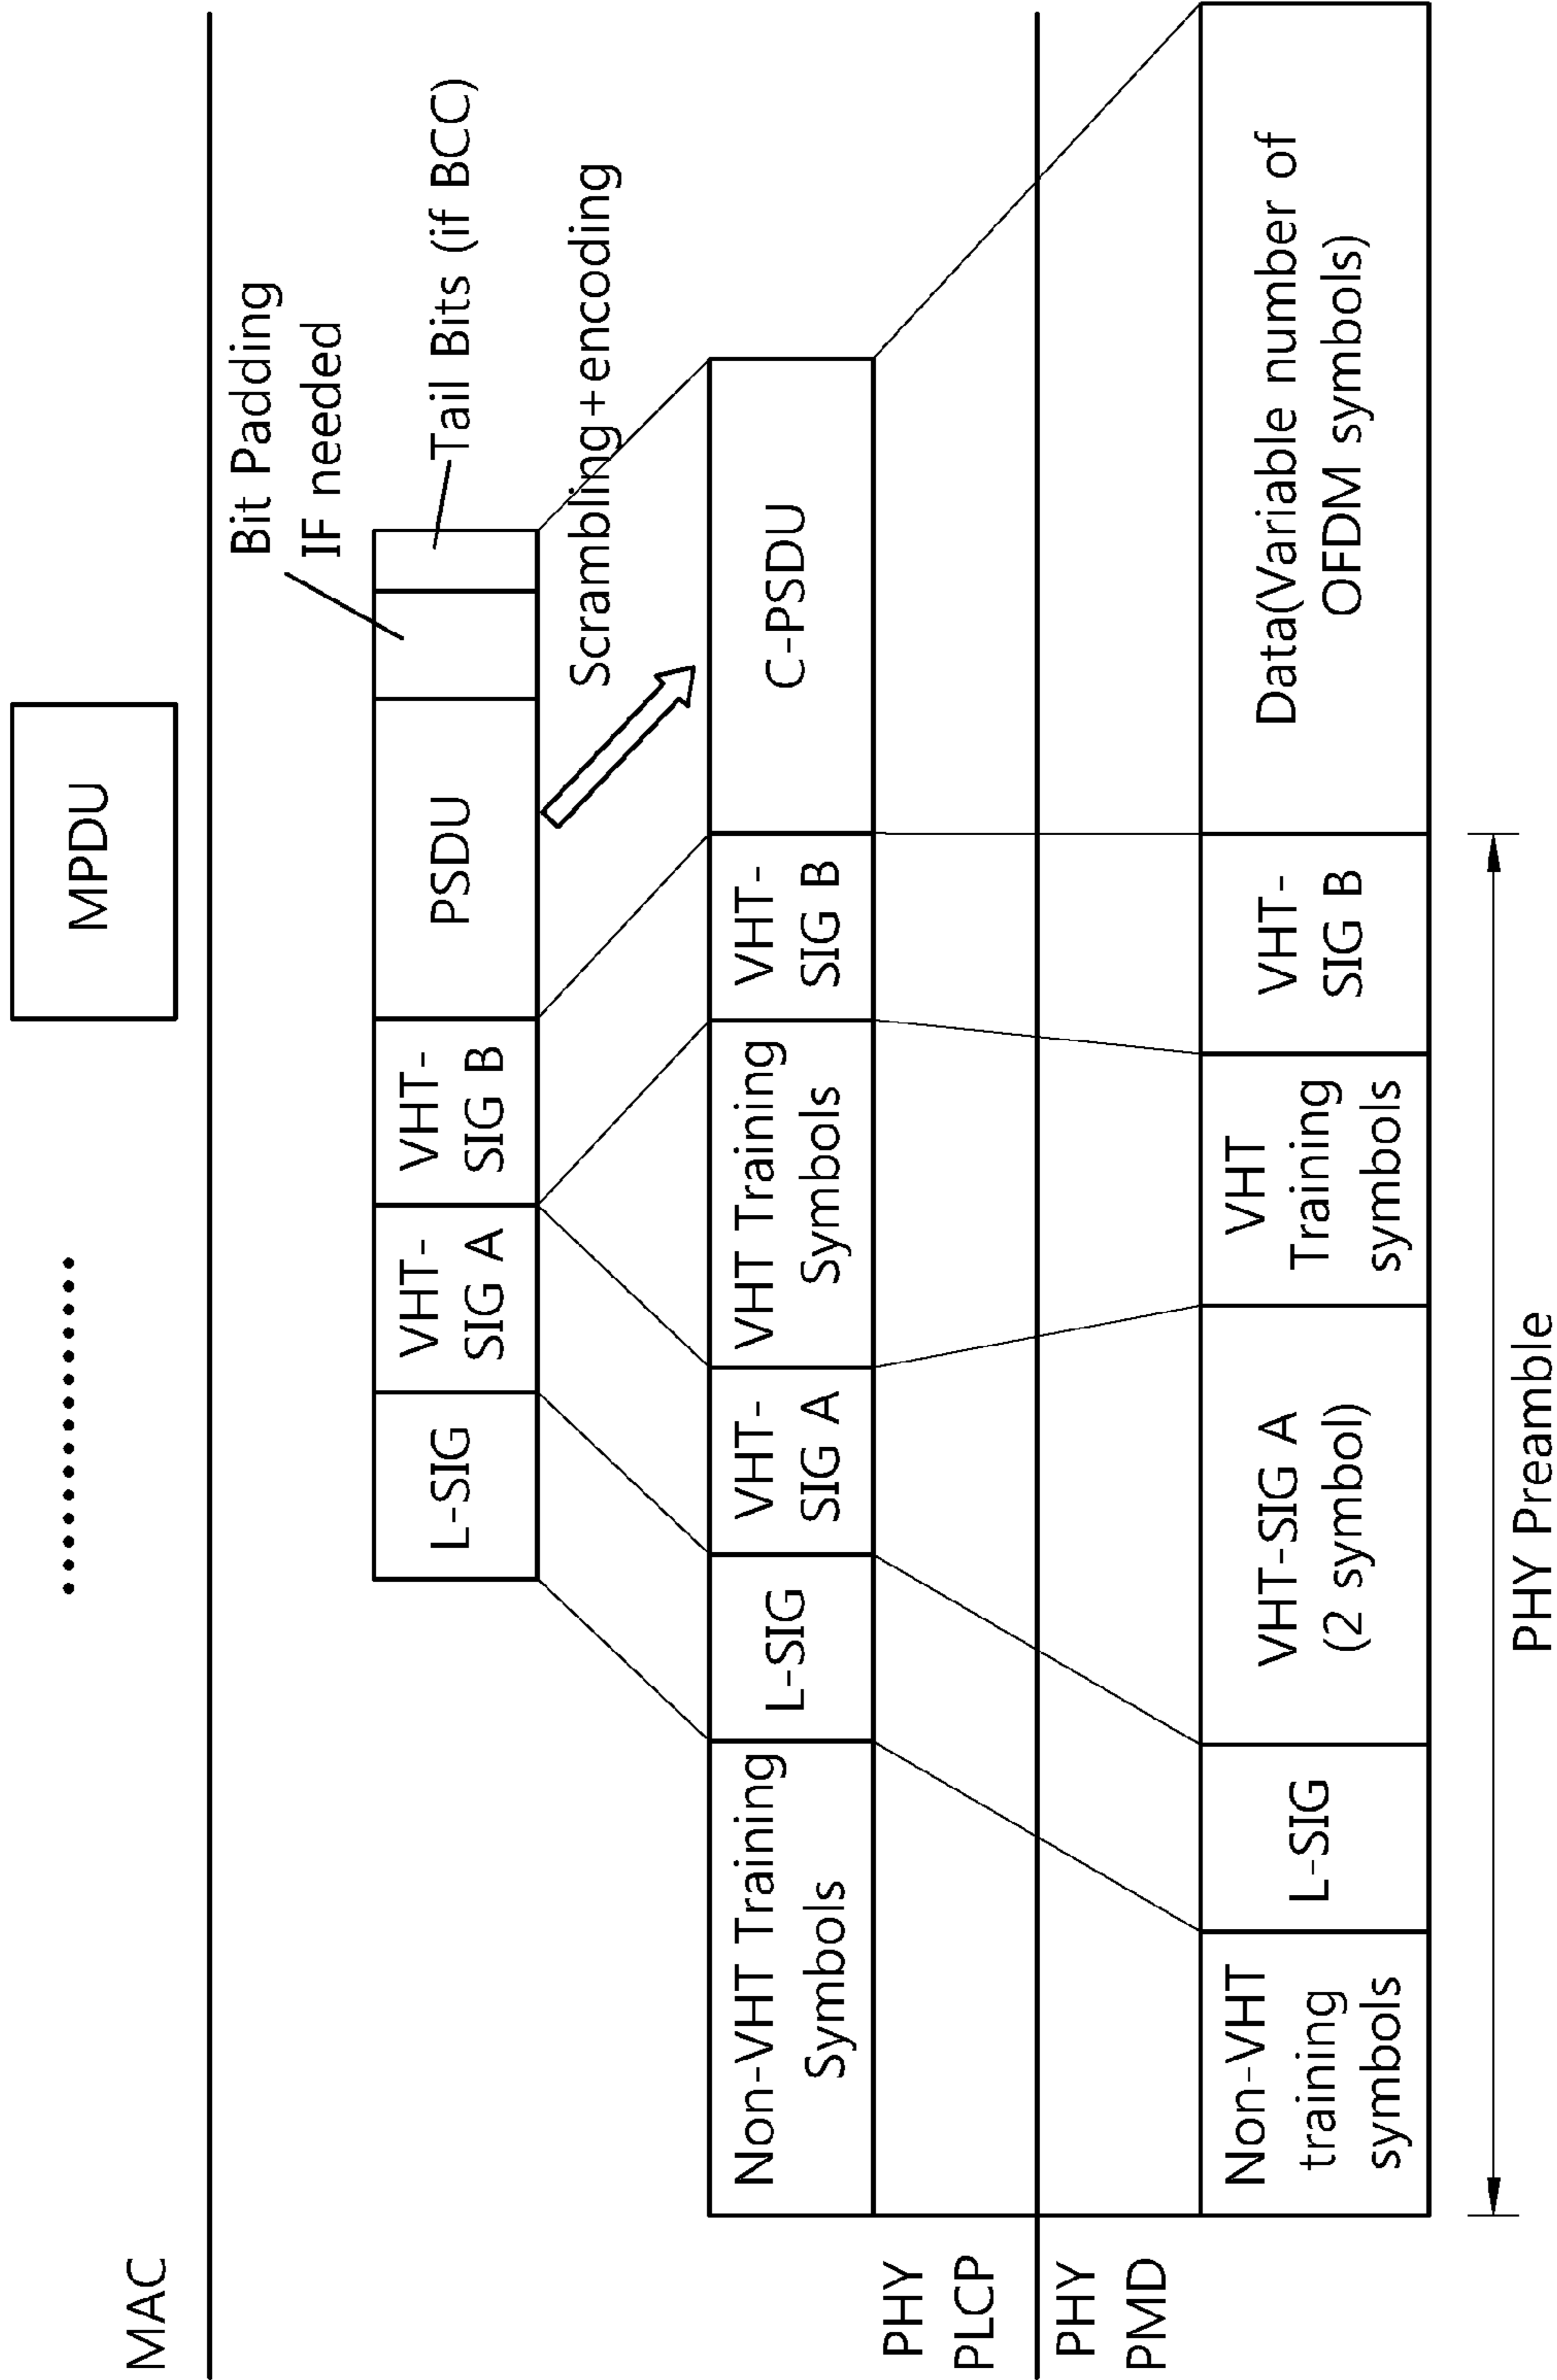 MAC
MPDU
Bit Padding
IF needed
L-SIG
VHT-
SIG A
VHT-
SIG B
PSDU
Tail Bits (if BCC)
Scrambling+encoding
Non-VHT Training
Symbols
L-SIG
VHT-
SIG A
VHT Training
Symbols
VHT-
SIG B
C-PSDU
PHY
PLCP
PHY
PMD
Non-VHT
training
symbols
L-SIG
VHT-SIG A
(2 symbol)
VHT
Training
symbols
VHT-
SIG B
Data(Variable number of
OFDM symbols)
PHY Preamble